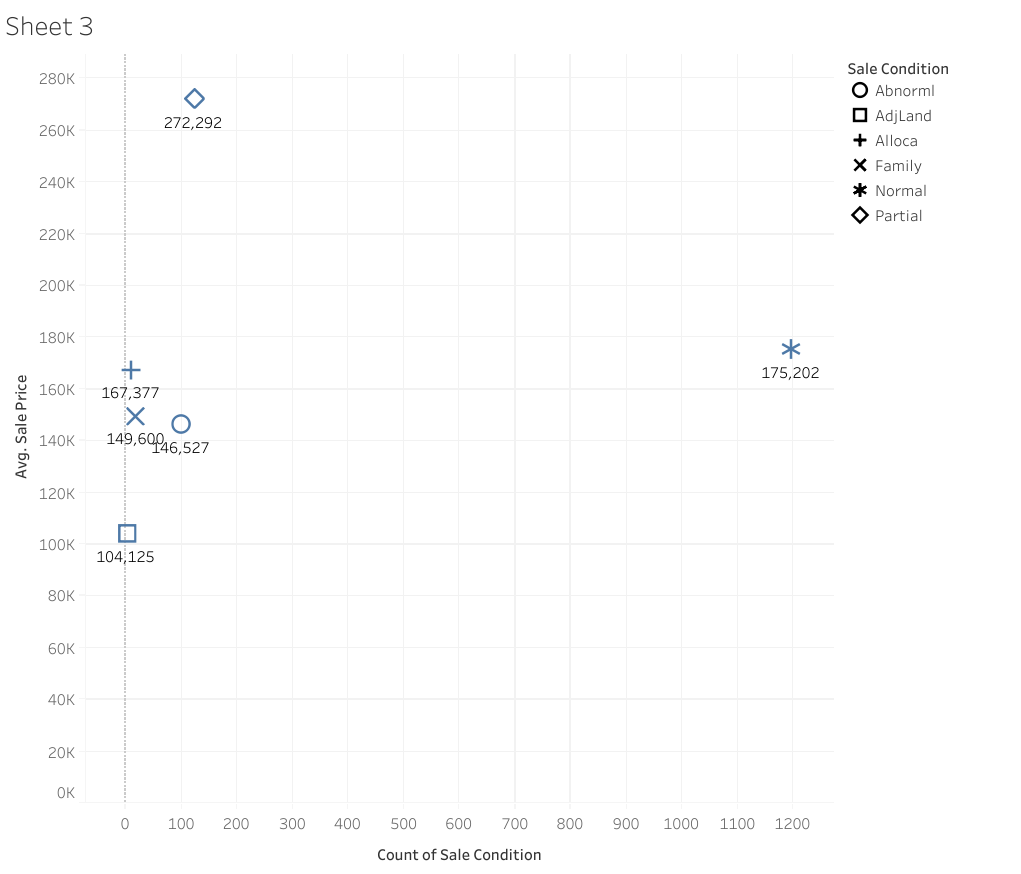 Sheet 3
280K
260K
240K
220K
200K
180K
160K
140K
120K
100K
80K
60K
40K
20K
0K
Avg. Sale Price
272,292
167,377
149,600
146,527
104,125
175,202
0 100 200 300 400 500 600 700 800 900 1000 1100 1200
Count of Sale Condition
Sale Condition
Abnorml
AdjLand
Alloca
Family
Normal
Partial